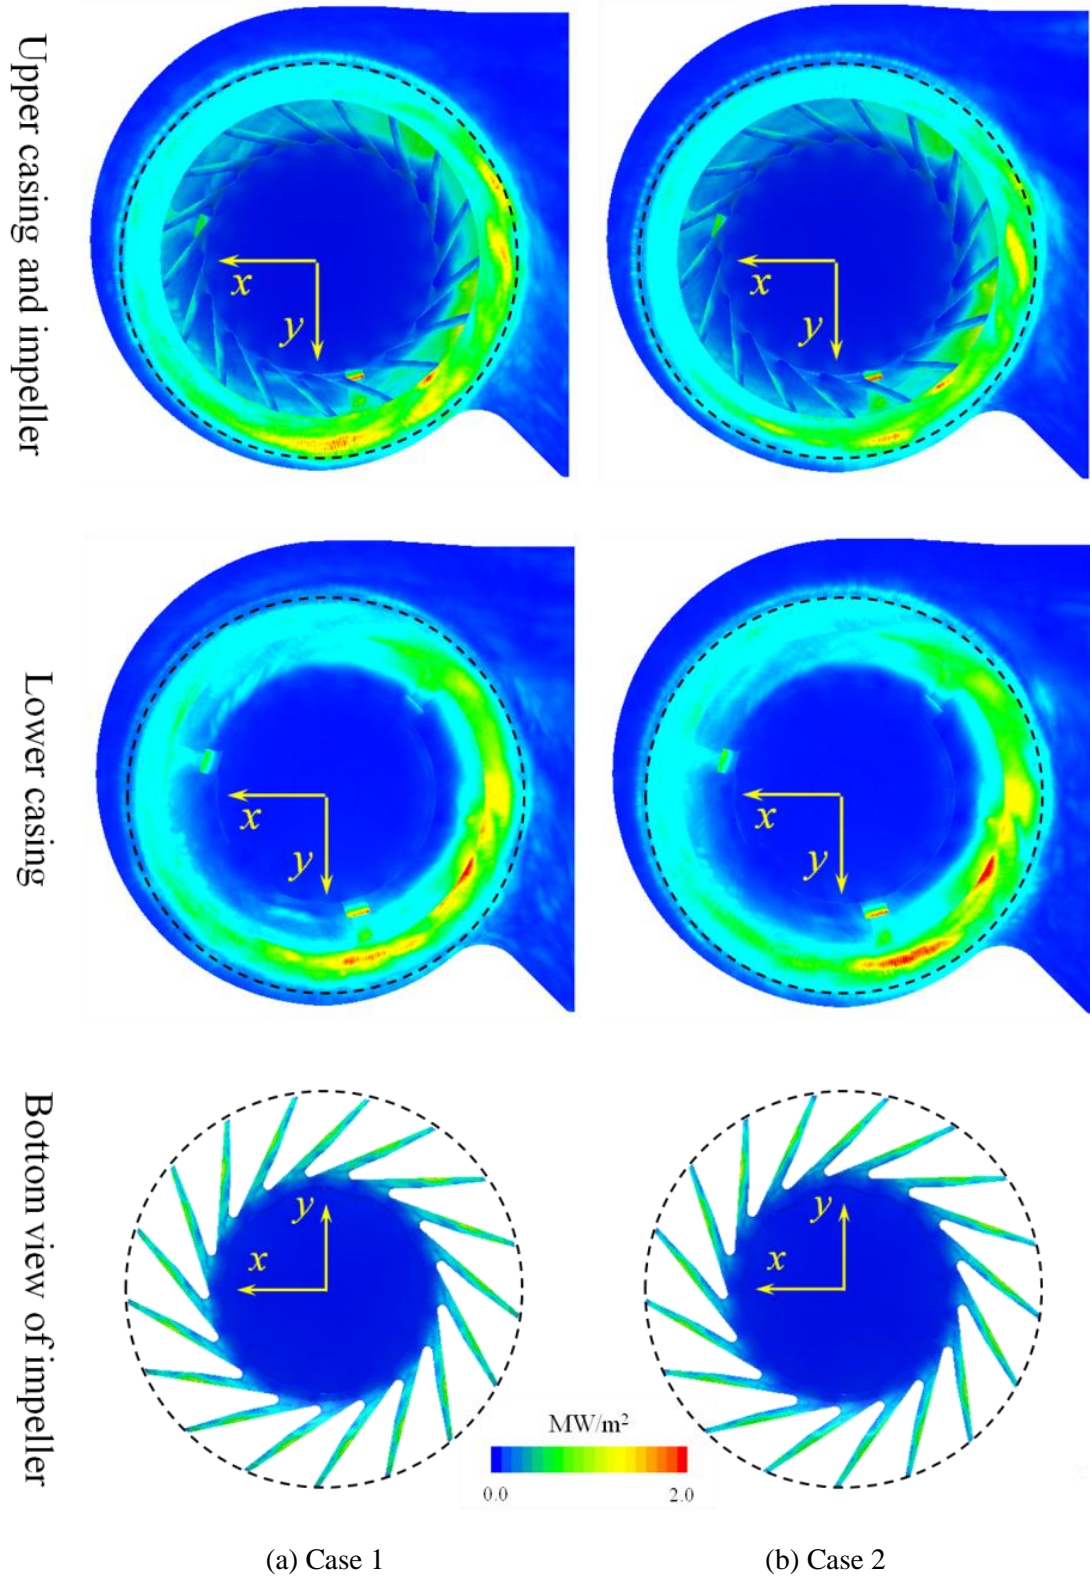 Upper casing and impeller
x
y
x
y
Lower casing
x
y
x
y
Bottom view of impeller
y
x
y
x
MW/m²
0.0 2.0
(a) Case 1
(b) Case 2